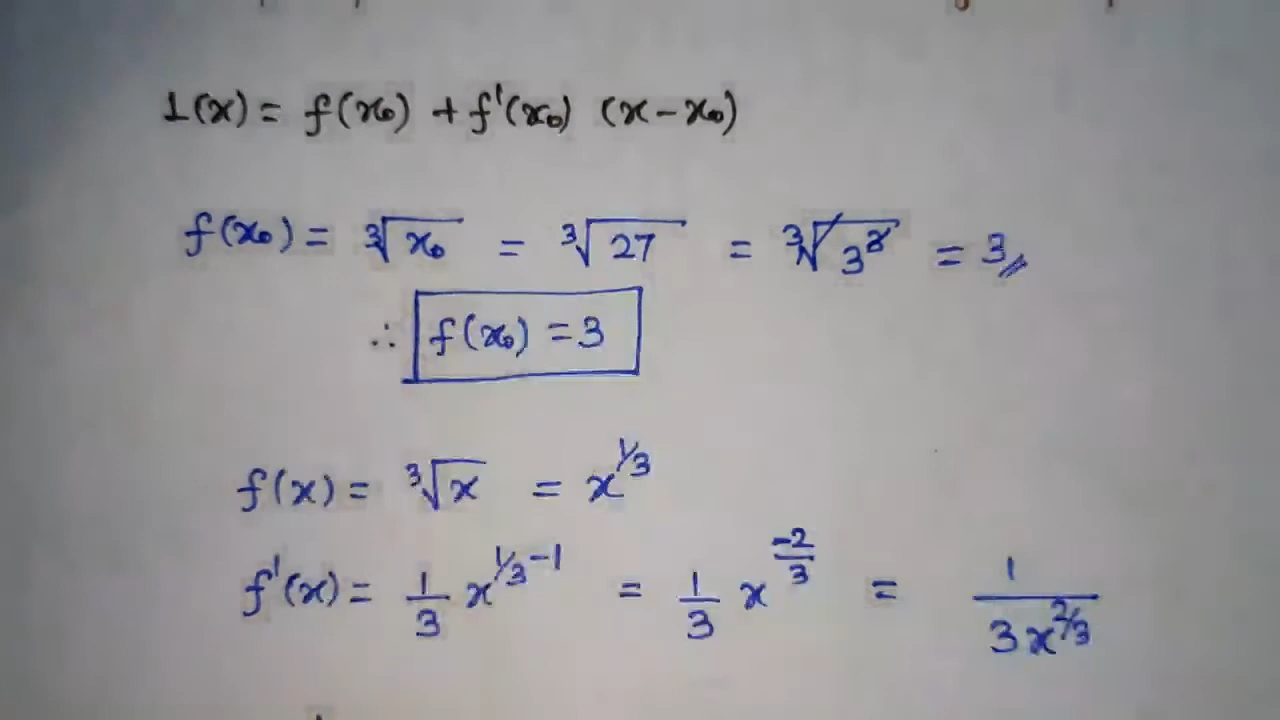 L(x) = f(x₀) + f'(x₀) (x − x₀)
f(x₀) = ∛x₀ = ∛27 = ∛3³ = 3
∴ f(x₀) = 3
f(x) = ∛x = x^(1/3)
f'(x) = 1/3 x^(1/3 − 1) = 1/3 x^(−2/3) = 1/(3x^(2/3))